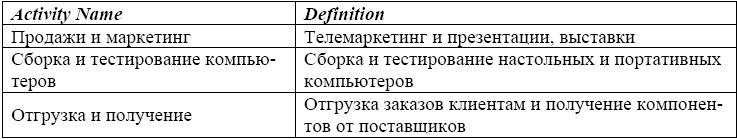 Activity Name Definition
Продажи и маркетинг Телемаркетинг и презентации, выставки
Сборка и тестирование компью- Сборка и тестирование настольных и портативных
теров компьютеров
Отгрузка и получение Отгрузка заказов клиентам и получение компонен-
тов от поставщиков